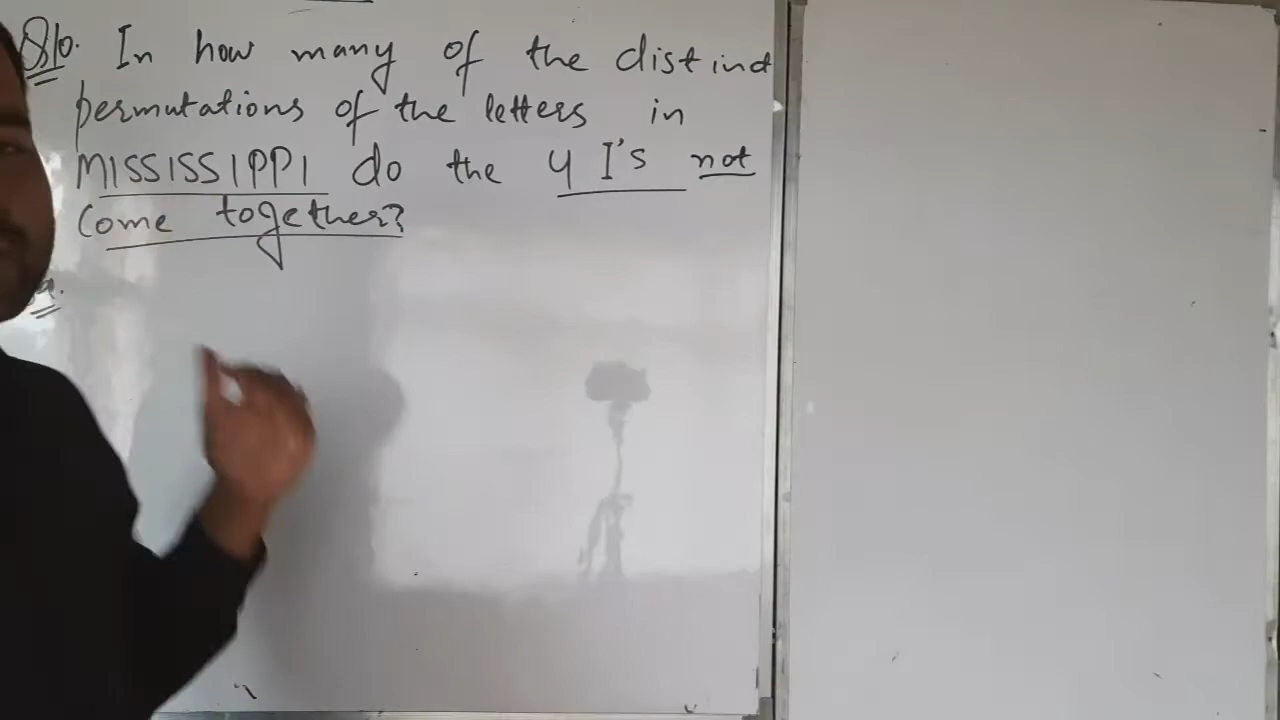 Q10. In how many of the distinct
permutations of the letters in
MISSISSIPPI do the 4 I's not
Come together?